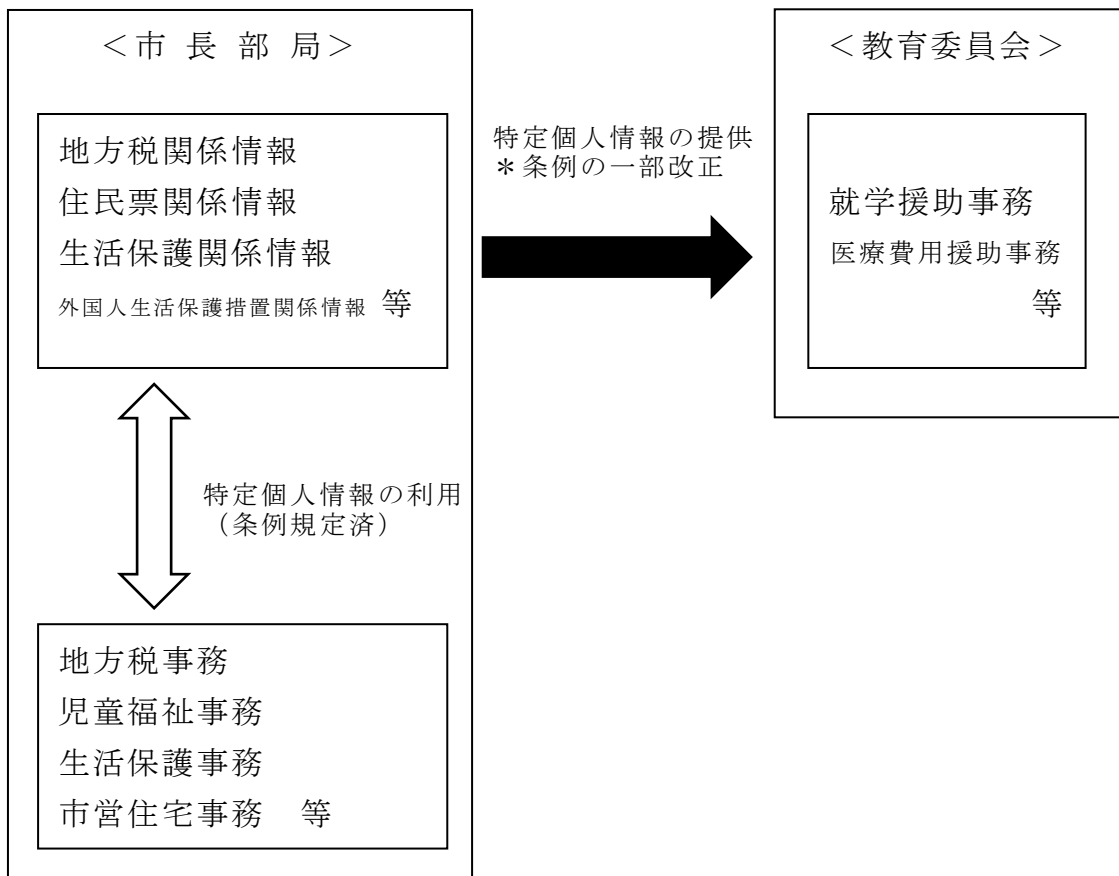 ＜市 長 部 局＞
地方税関係情報
住民票関係情報
生活保護関係情報
外国人生活保護措置関係情報 等
特定個人情報の利用
（条例規定済）
地方税事務
児童福祉事務
生活保護事務
市営住宅事務　等
特定個人情報の提供
＊条例の一部改正
＜教育委員会＞
就学援助事務
医療費用援助事務
等